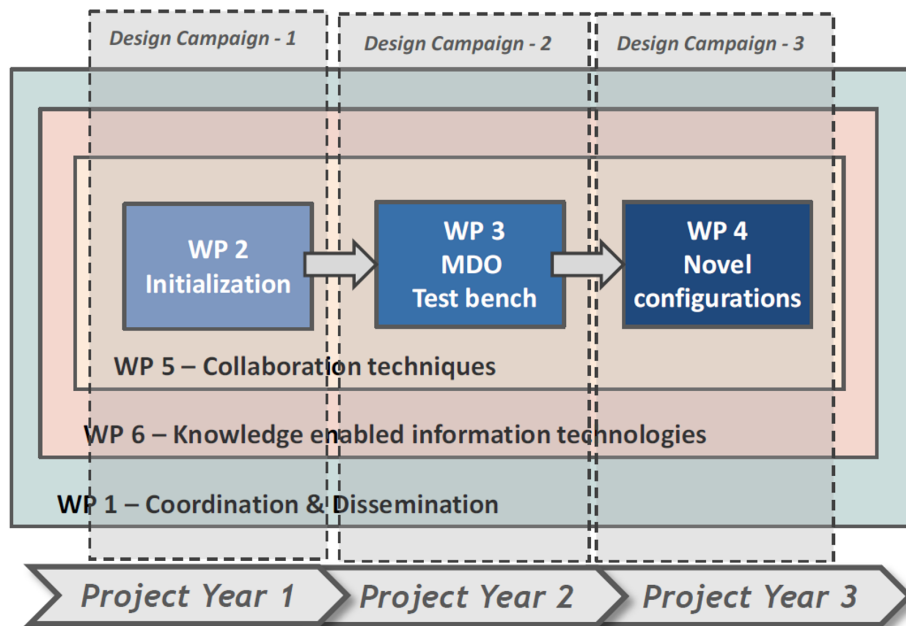 Design Campaign - 1
Design Campaign - 2
Design Campaign - 3
WP 2
Initialization
WP 3
MDO
Test bench
WP 4
Novel
configurations
WP 5 – Collaboration techniques
WP 6 – Knowledge enabled information technologies
WP 1 – Coordination & Dissemination
Project Year 1
Project Year 2
Project Year 3